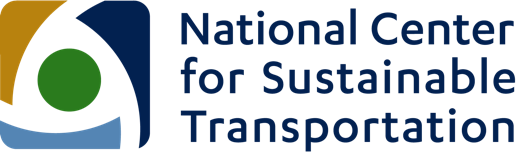 National Center
for Sustainable
Transportation